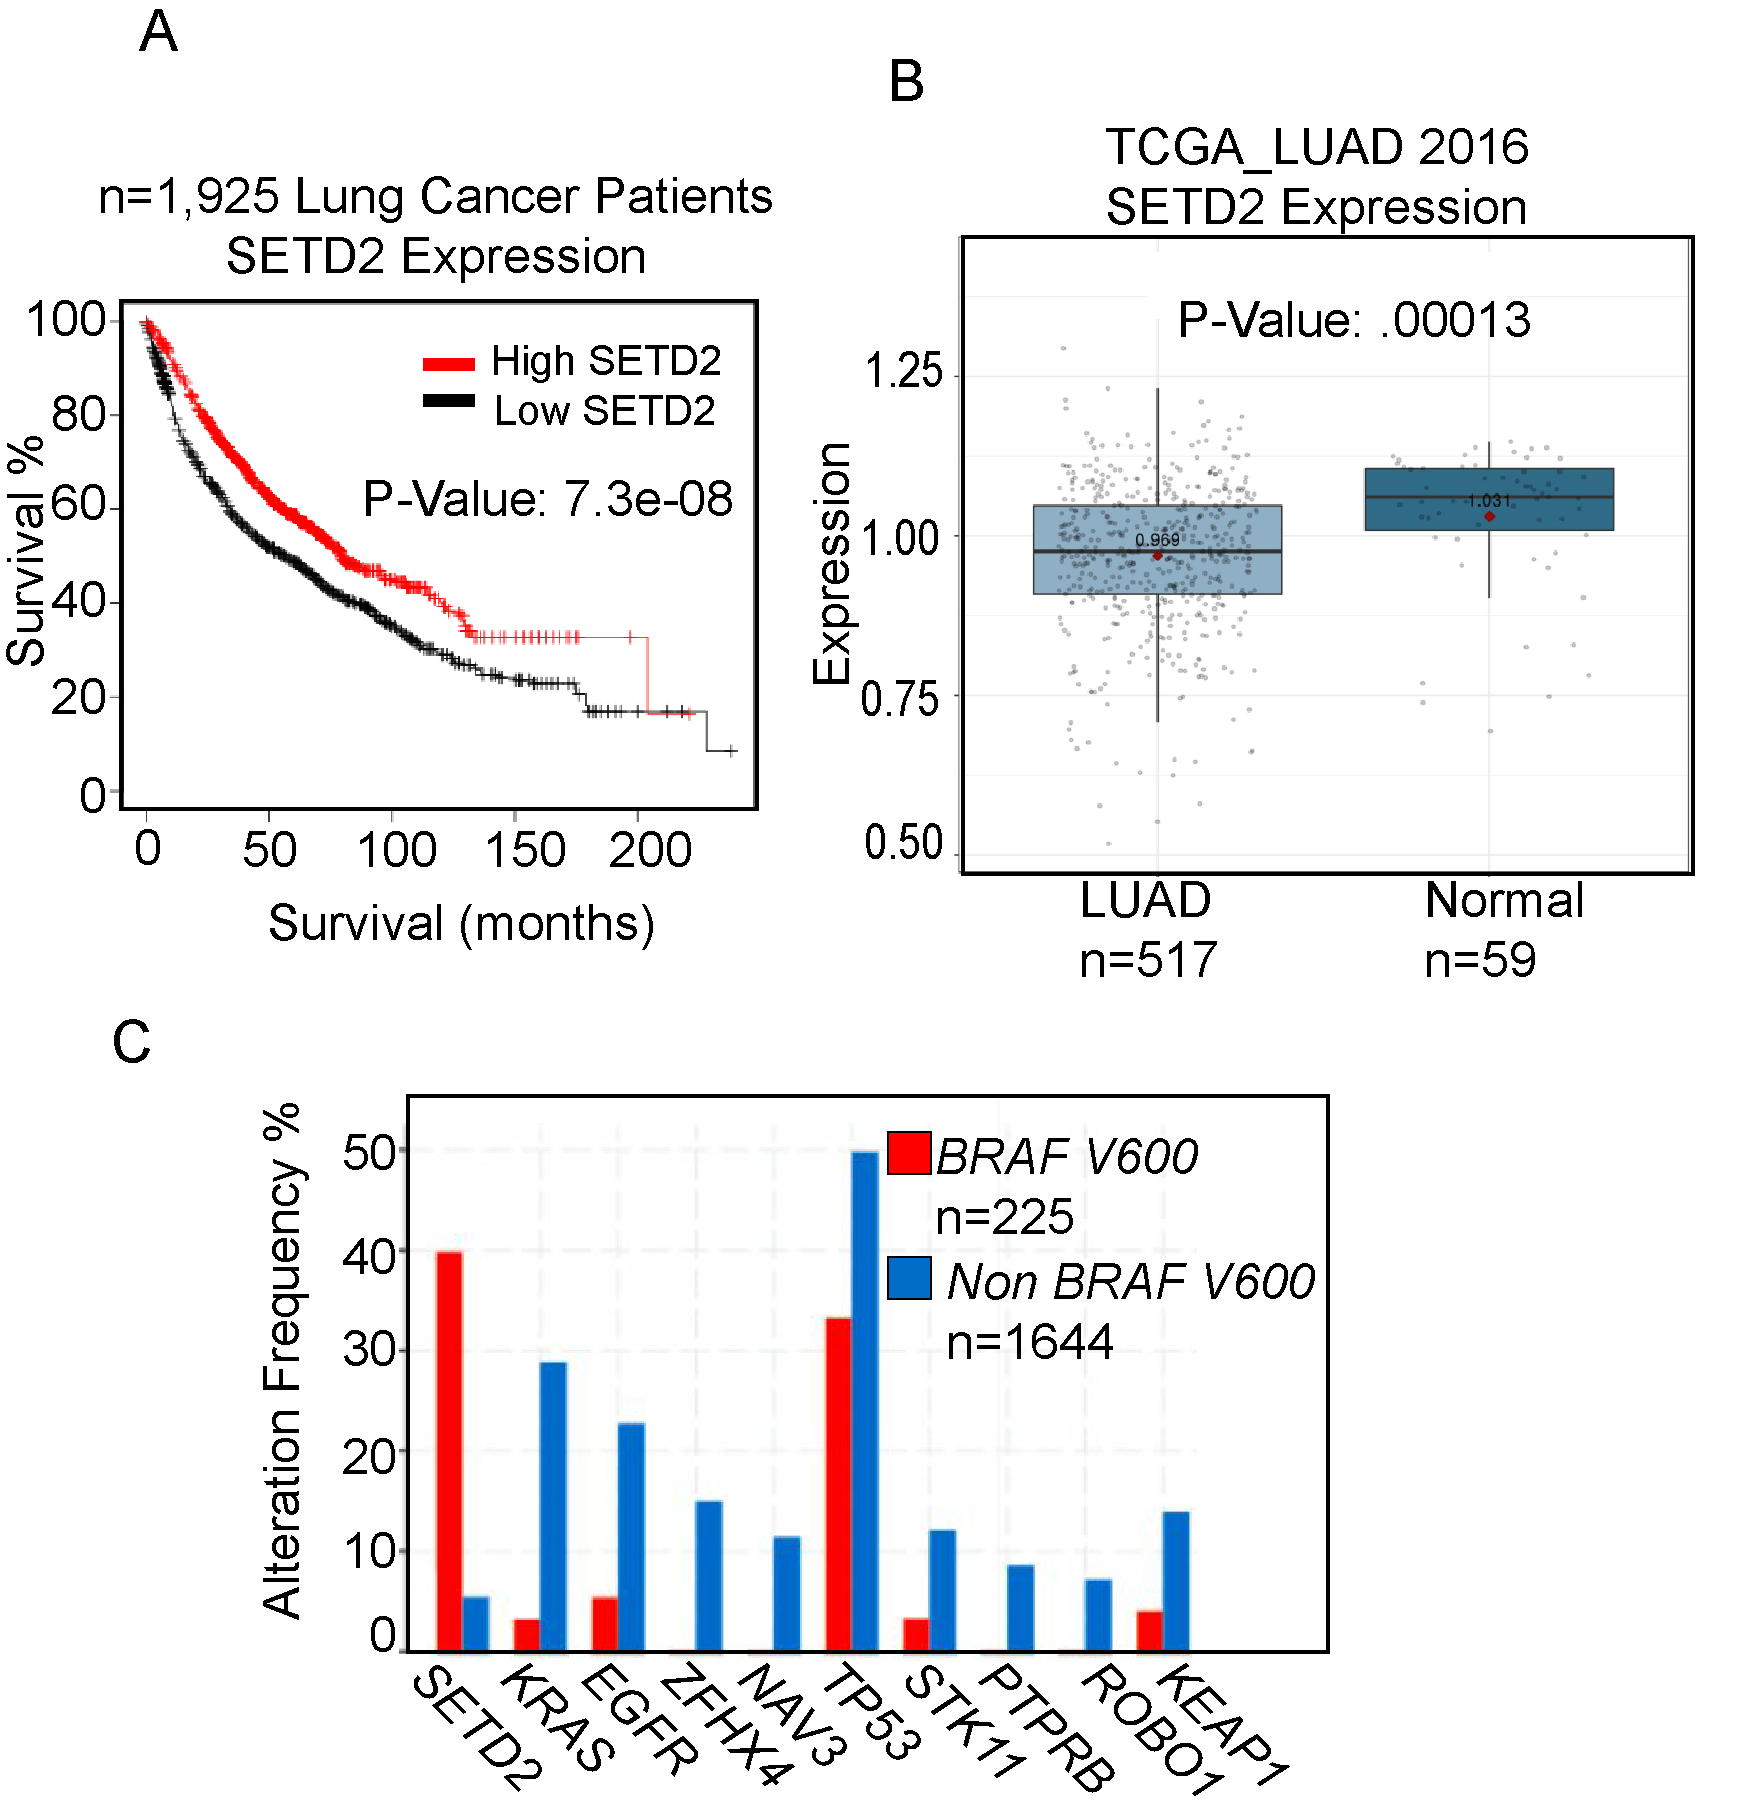 A
n=1,925 Lung Cancer Patients
SETD2 Expression
High SETD2
Low SETD2
P-Value: 7.3e-08
Survival %
100
80
60
40
20
0
0 50 100 150 200
Survival (months)
B
TCGA_LUAD 2016
SETD2 Expression
P-Value: .00013
Expression
1.25
1.00
0.75
0.50
0.969
1.031
LUAD
n=517
Normal
n=59
C
Alteration Frequency %
50
40
30
20
10
0
BRAF V600
n=225
Non BRAF V600
n=1644
SETD2
KRAS
EGFR
ZFHX4
NAV3
TP53
STK11
PTPRB
ROBO1
KEAP1